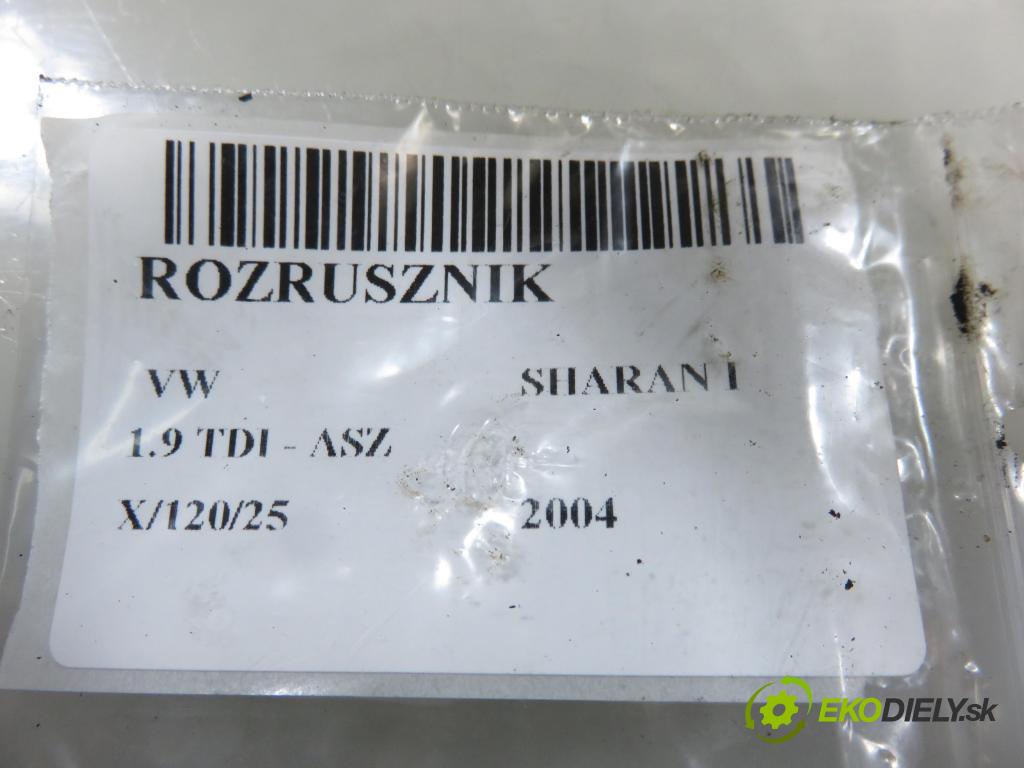 ROZRUSZNIK
VW SHARAN I
1.9 TDI - ASZ
X/120/25 2004
EKODIELY.sk